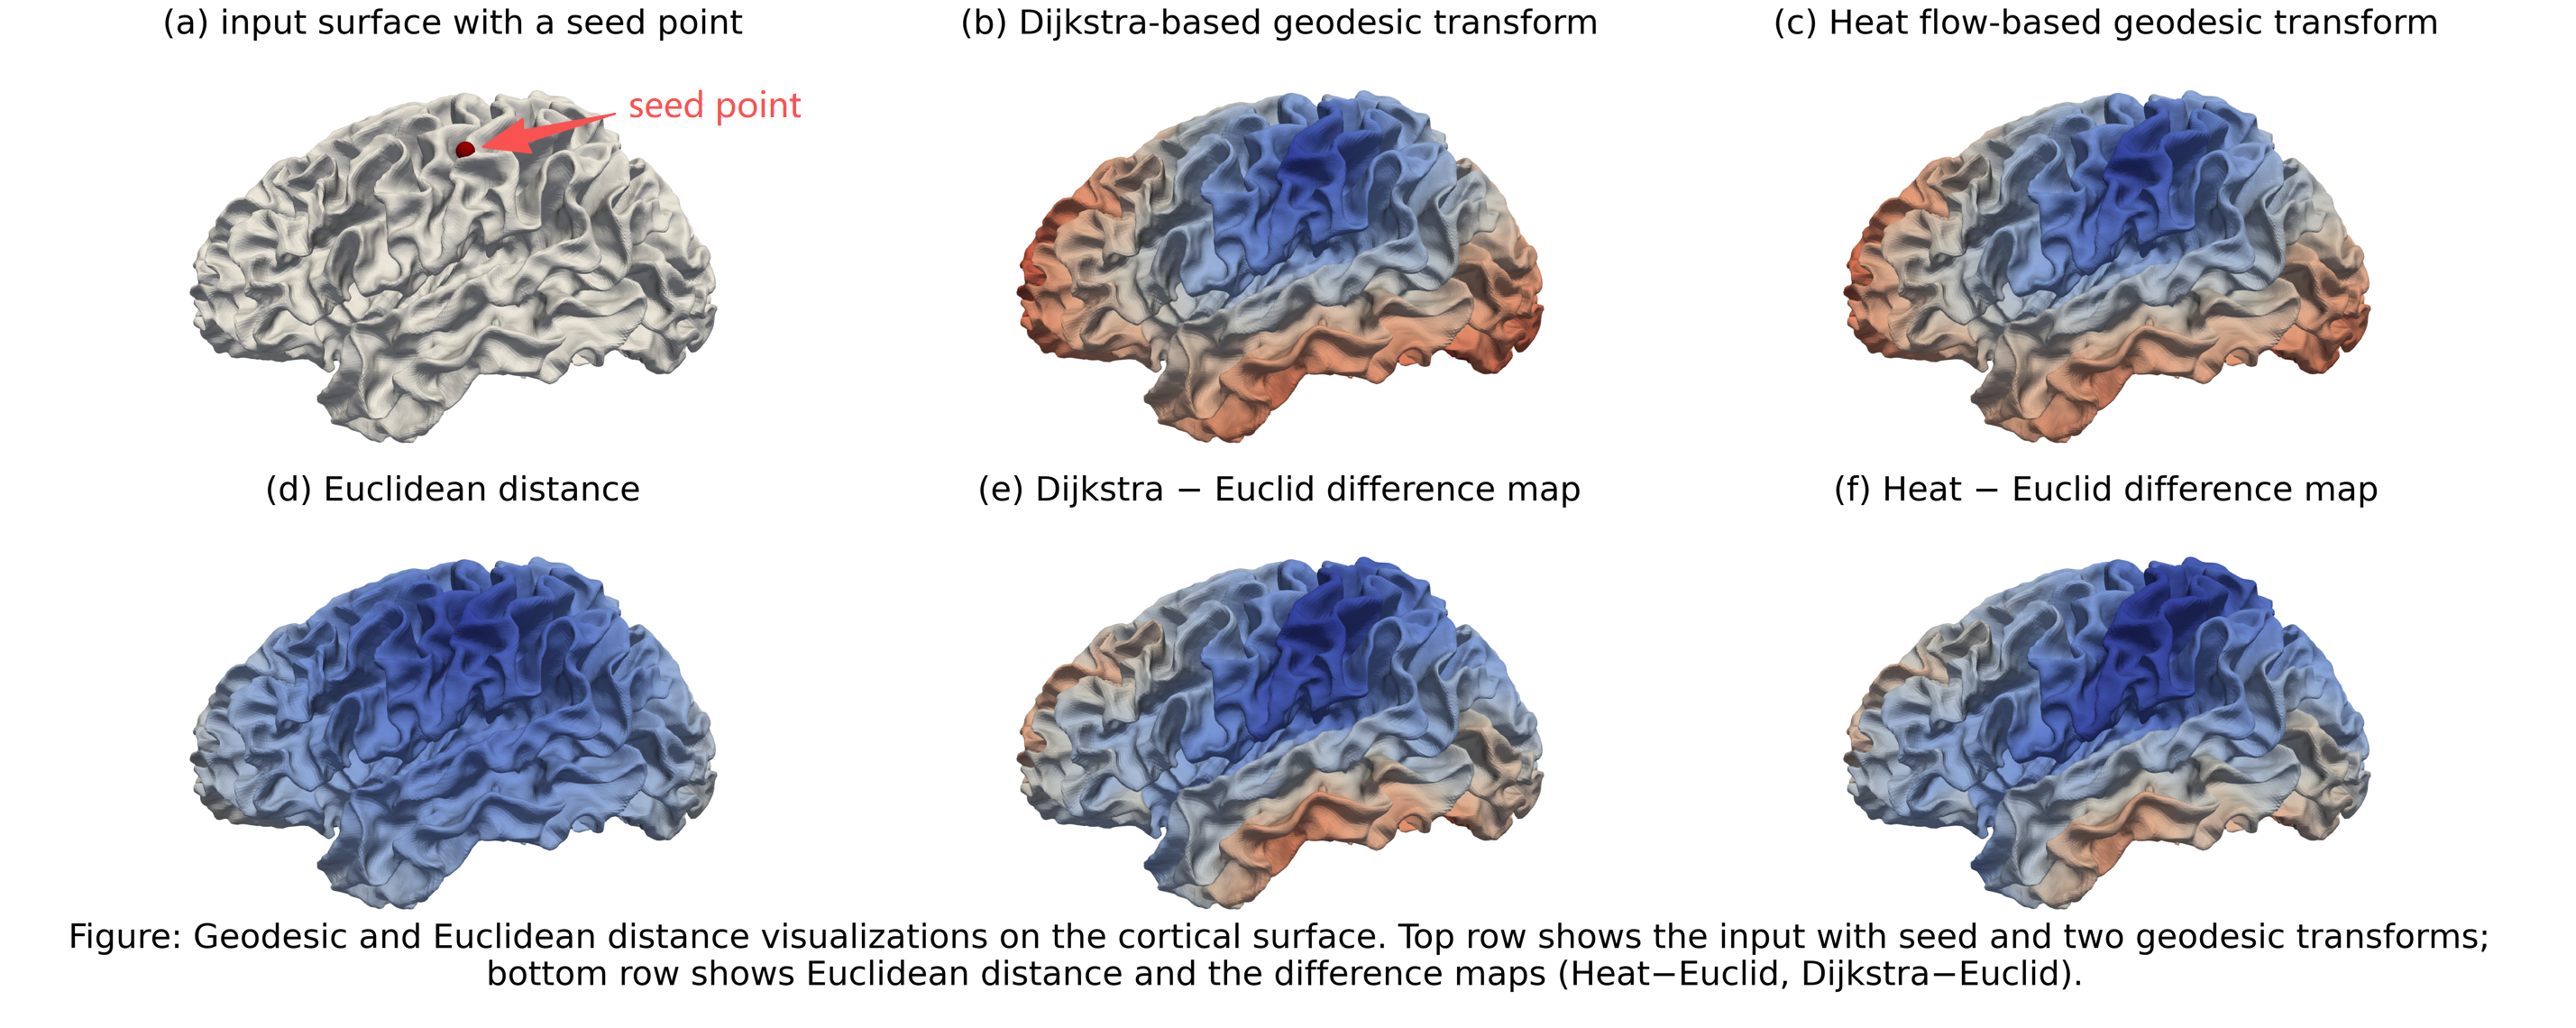 (a) input surface with a seed point
(b) Dijkstra-based geodesic transform
(c) Heat flow-based geodesic transform
seed point
(d) Euclidean distance
(e) Dijkstra − Euclid difference map
(f) Heat − Euclid difference map
Figure: Geodesic and Euclidean distance visualizations on the cortical surface. Top row shows the input with seed and two geodesic transforms;
bottom row shows Euclidean distance and the difference maps (Heat−Euclid, Dijkstra−Euclid).